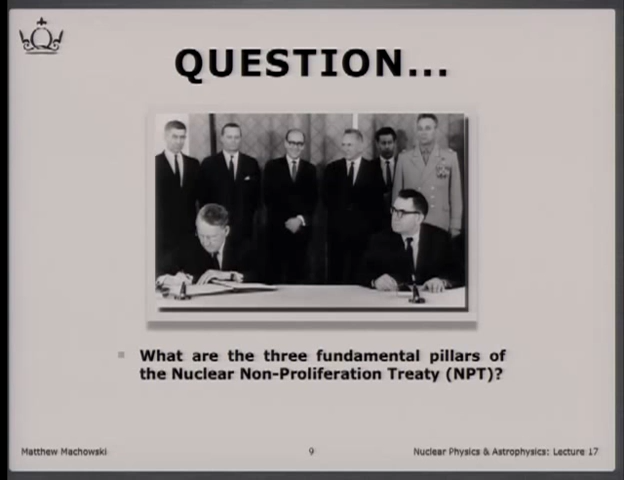 QUESTION...
What are the three fundamental pillars of
the Nuclear Non-Proliferation Treaty (NPT)?
Matthew Machowski
9
Nuclear Physics & Astrophysics: Lecture 17